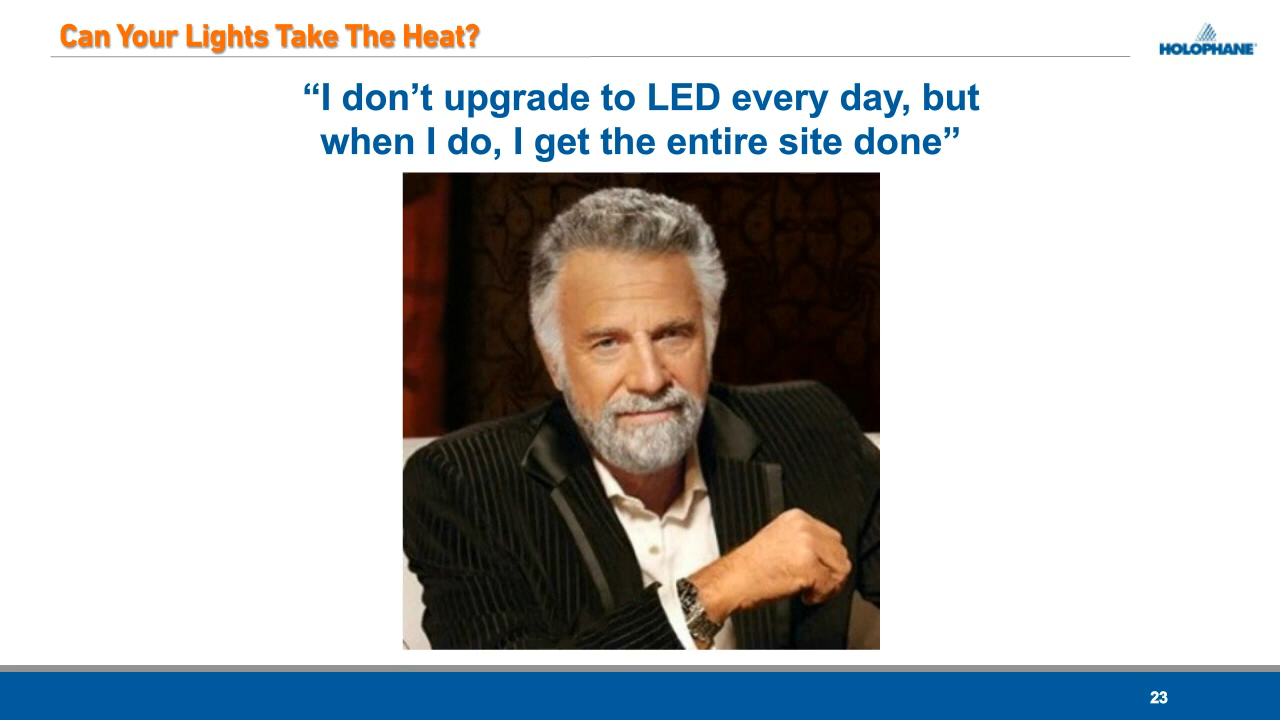 Can Your Lights Take The Heat?
HOLOPHANE
“I don’t upgrade to LED every day, but
when I do, I get the entire site done”
23